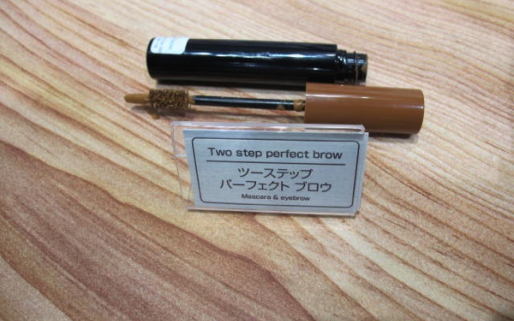 Two step perfect brow
ツーステップ
パーフェクト ブロウ
Mascara & eyebrow